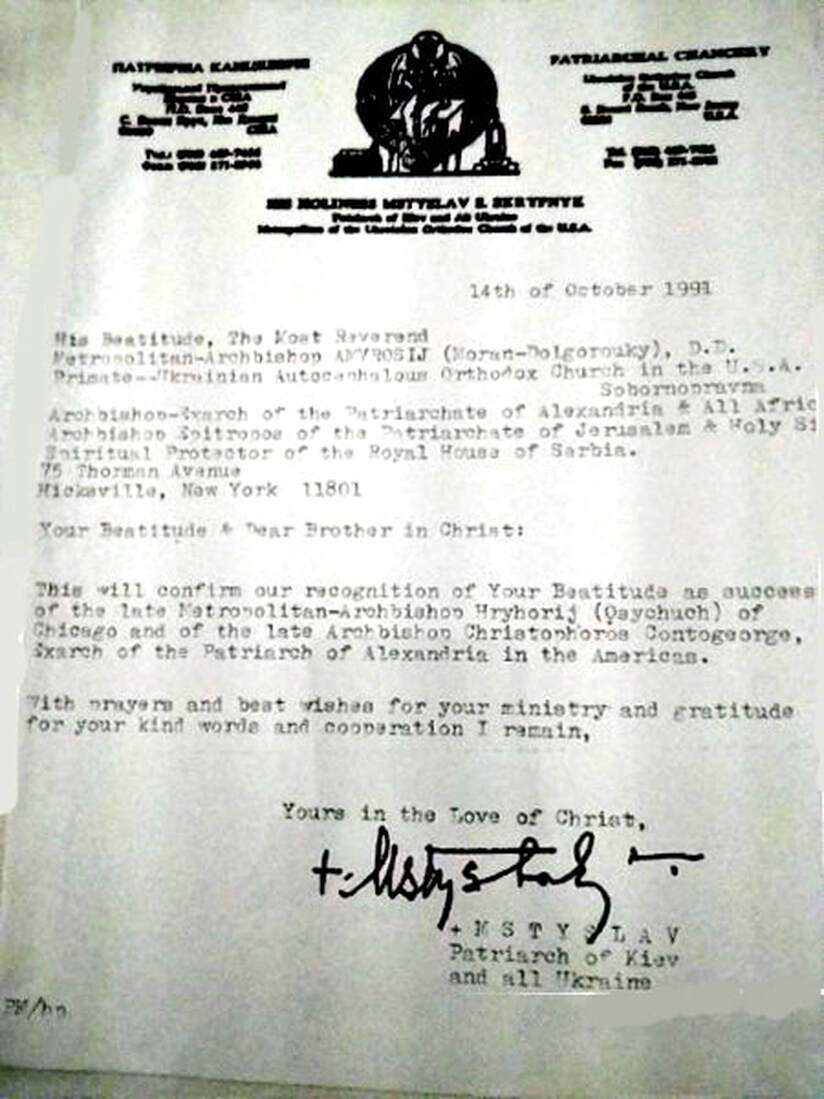 ПАТРІЯРША КАНЦЕЛЯРІЯ
PATRIARCHAL CHANCERY
Ukrainian Orthodox Church
of the U.S.A.
U.S.A.
HIS HOLINESS MSTYSLAV S. SKRYPNYK
Patriarch of Kiev and All Ukraine
Metropolitan of the Ukrainian Orthodox Church of the U.S.A.
14th of October 1991
His Beatitude, The Most Reverend
Metropolitan-Archbishop AMVROSIJ (Moran-Dolgorouky), D.D.
Primate--Ukrainian Autocephalous Orthodox Church in the U.S.A.
Sobornopravna
Archbishop-Exarch of the Patriarchate of Alexandria & All Afric
Archbishop Epitropos of the Patriarchate of Jerusalem & Holy Si
Spiritual Protector of the Royal House of Serbia.
75 Thorman Avenue
Hicksville, New York 11801
Your Beatitude & Dear Brother in Christ:
This will confirm our recognition of Your Beatitude as success
of the late Metropolitan-Archbishop Hryhorij (Osychuch) of
Chicago and of the late Archbishop Christophoros Contogeorge,
Exarch of the Patriarch of Alexandria in the Americas.
With prayers and best wishes for your ministry and gratitude
for your kind words and cooperation I remain,
Yours in the Love of Christ,
+ Mstyslav
+ M S T Y S L A V
Patriarch of Kiev
and all Ukraine